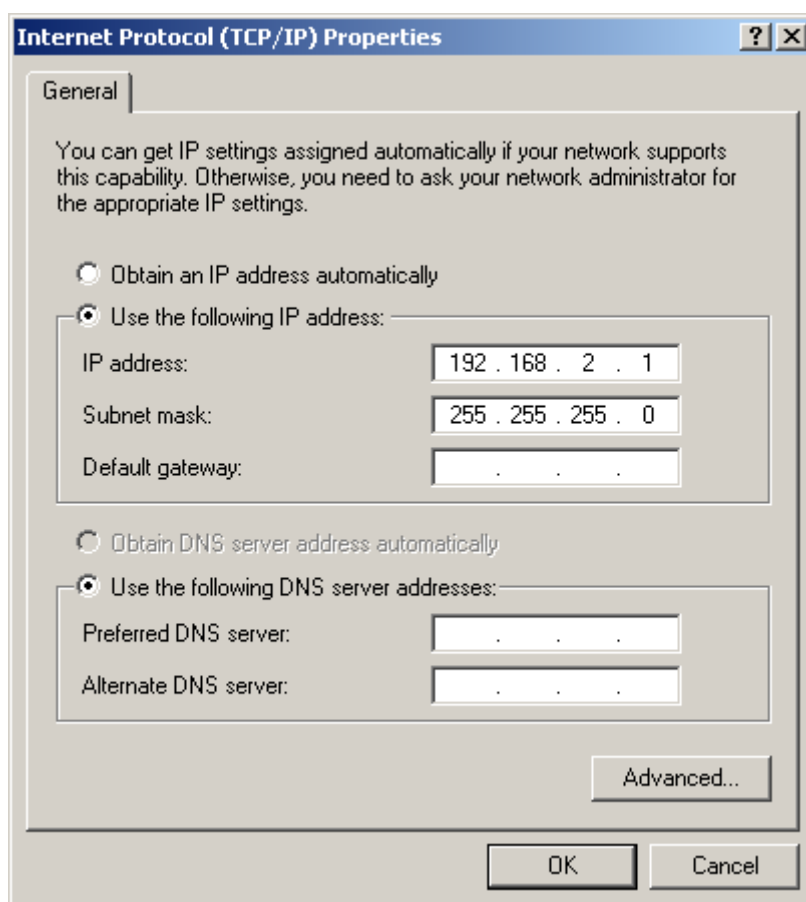 Internet Protocol (TCP/IP) Properties
General
You can get IP settings assigned automatically if your network supports
this capability. Otherwise, you need to ask your network administrator for
the appropriate IP settings.
Obtain an IP address automatically
Use the following IP address:
IP address: 192 . 168 . 2 . 1
Subnet mask: 255 . 255 . 255 . 0
Default gateway: . . .
Obtain DNS server address automatically
Use the following DNS server addresses:
Preferred DNS server: . . .
Alternate DNS server: . . .
Advanced...
OK Cancel